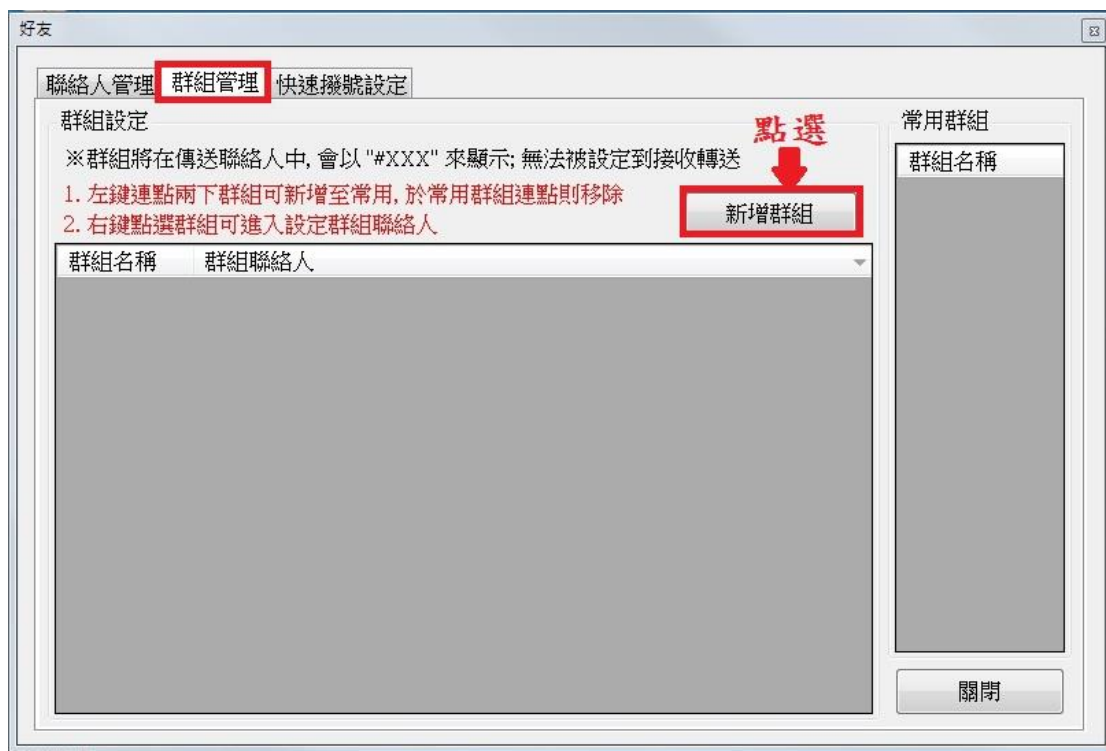 好友
聯絡人管理 群組管理 快速撥號設定
群組設定
點選
※群組將在傳送聯絡人中, 會以 "#XXX" 來顯示; 無法被設定到接收轉送
1. 左鍵連點兩下群組可新增至常用, 於常用群組連點則移除
2. 右鍵點選群組可進入設定群組聯絡人
新增群組
群組名稱 群組聯絡人
常用群組
群組名稱
關閉